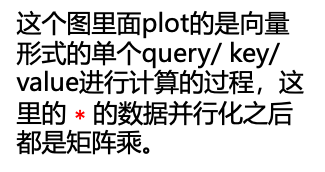 这个图里面plot的是向量
形式的单个query/ key/
value进行计算的过程，这
里的 * 的数据并行化之后
都是矩阵乘。